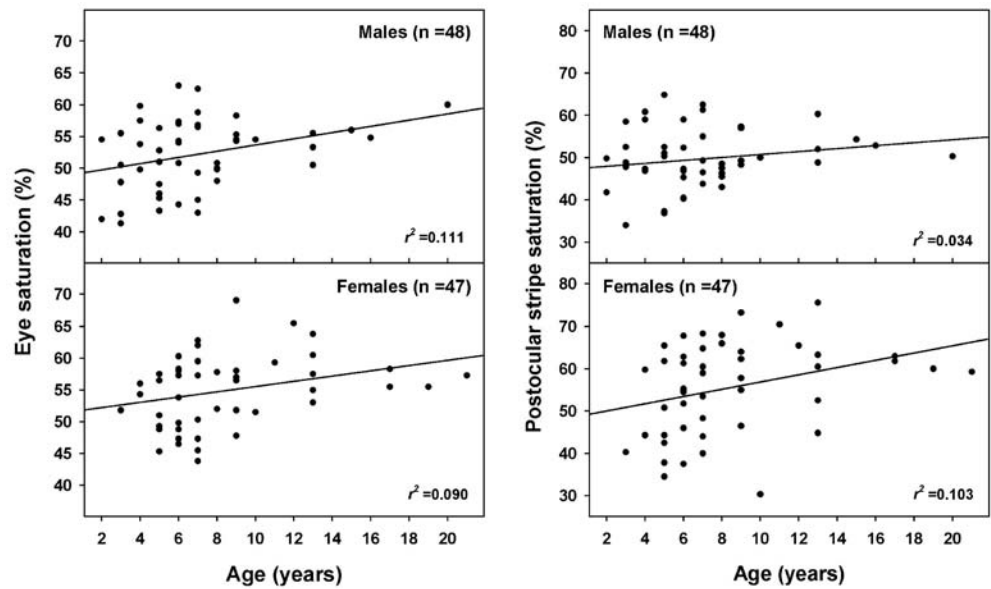 Males (n =48)
70
65
60
55
50
45
40
r² =0.111
Females (n =47)
70
65
60
55
50
45
40
r² =0.090
2 4 6 8 10 12 14 16 18 20
Age (years)
Eye saturation (%)
Males (n =48)
80
70
60
50
40
30
r² =0.034
Females (n =47)
80
70
60
50
40
30
r² =0.103
2 4 6 8 10 12 14 16 18 20
Age (years)
Postocular stripe saturation (%)